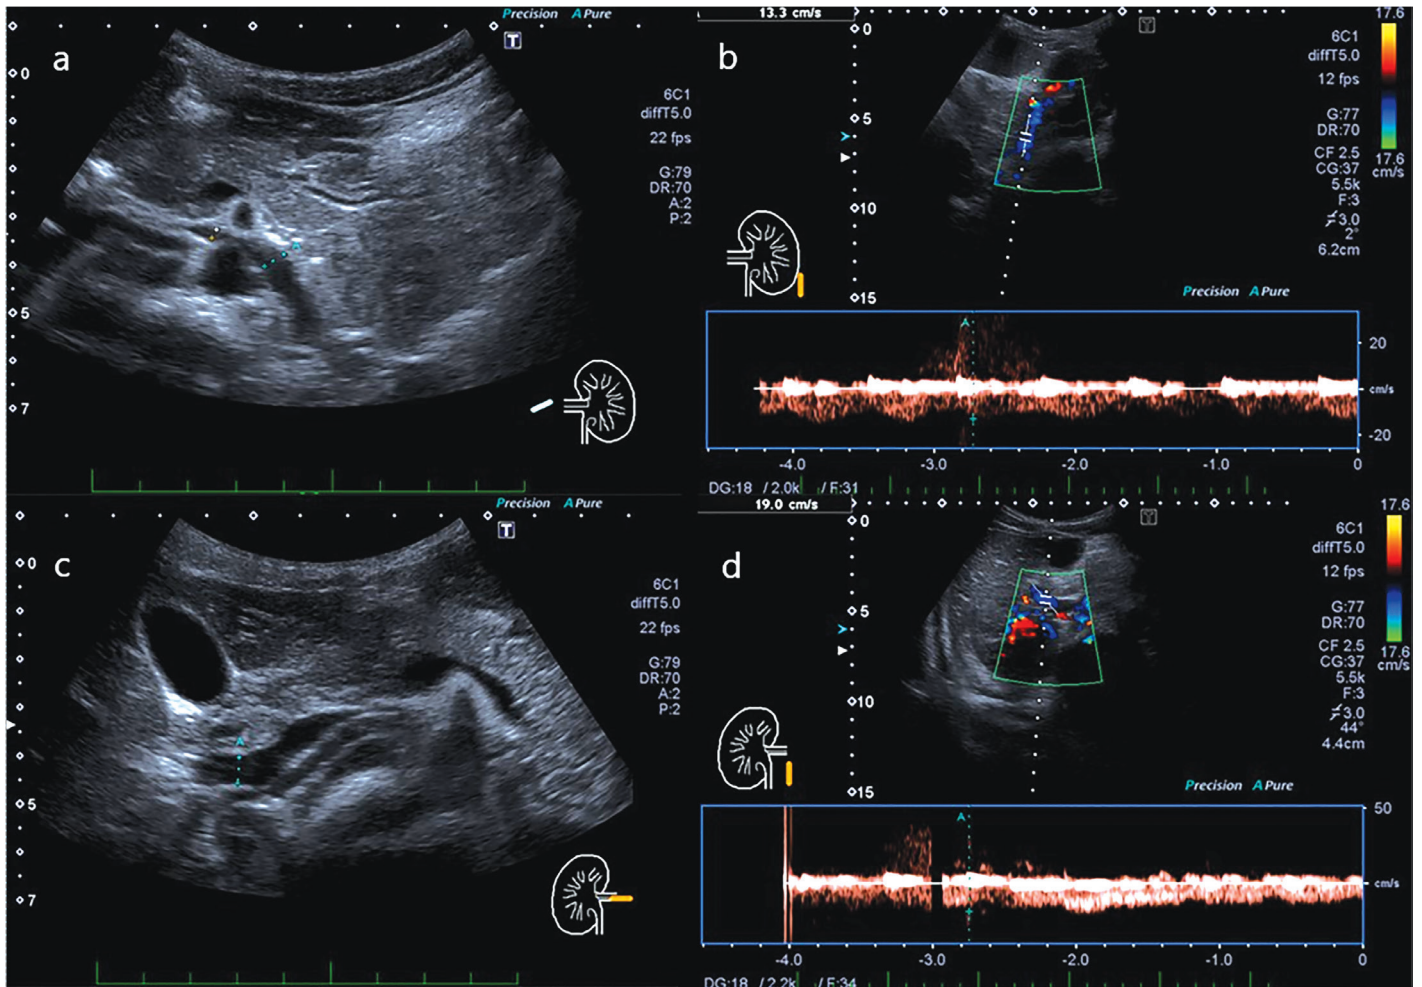 a
Precision A Pure
T
6C1
diffT5.0
22 fps
G:79
DR:70
A:2
P:2
0
5
7
A
b
13.3 cm/s
0
5
10
15
17.6
6C1
diffT5.0
12 fps
G:77
DR:70
CF 2.5
17.6
CG:37
cm/s
5.5k
F:3
3.0
2°
6.2cm
Precision A Pure
A
20
cm/s
-20
-4.0 -3.0 -2.0 -1.0 0
DG:18 / 2.0k / F:31
c
Precision A Pure
T
6C1
diffT5.0
22 fps
G:79
DR:70
A:2
P:2
0
5
7
A
d
19.0 cm/s
0
5
10
15
17.6
6C1
diffT5.0
12 fps
G:77
DR:70
CF 2.5
17.6
CG:37
cm/s
5.5k
F:3
3.0
44°
4.4cm
Precision A Pure
A
50
cm/s
-4.0 -3.0 -2.0 -1.0 0
DG:18 / 2.2k / F:34